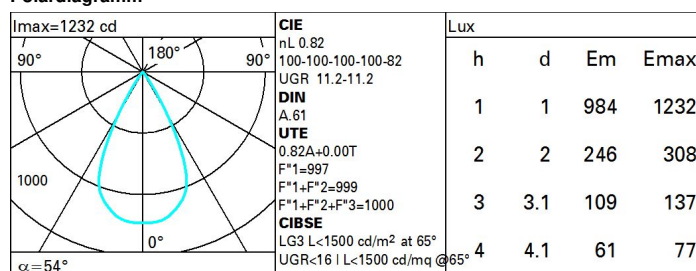 Polardiagramm
Imax=1232 cd
90° 180° 90°
1000
0°
α=54°
CIE
nL 0.82
100-100-100-100-82
UGR 11.2-11.2
DIN
A.61
UTE
0.82A+0.00T
F"1=997
F"1+F"2=999
F"1+F"2+F"3=1000
CIBSE
LG3 L<1500 cd/m² at 65°
UGR<16 | L<1500 cd/mq @65°
Lux
h d Em Emax
1 1 984 1232
2 2 246 308
3 3.1 109 137
4 4.1 61 77